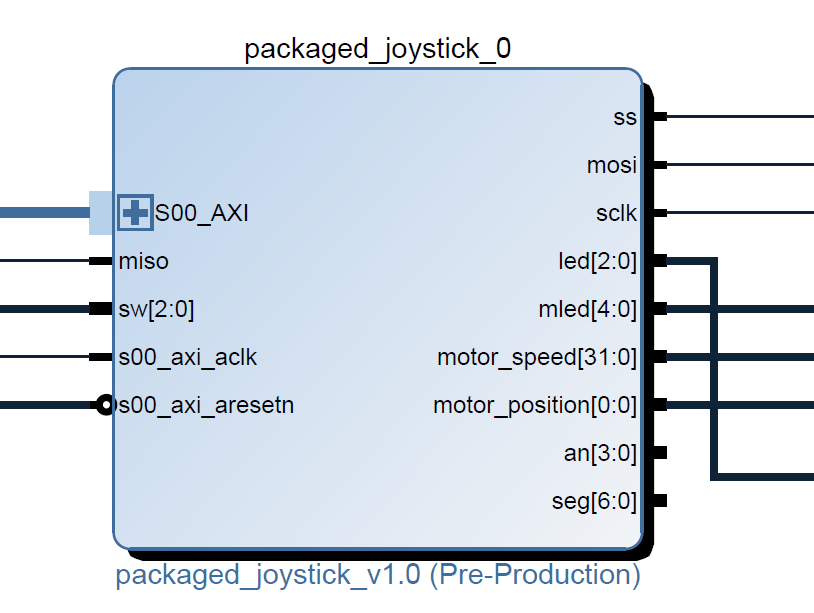 packaged_joystick_0
ss
mosi
S00_AXI
sclk
miso
led[2:0]
sw[2:0]
mled[4:0]
s00_axi_aclk
motor_speed[31:0]
s00_axi_aresetn
motor_position[0:0]
an[3:0]
seg[6:0]
packaged_joystick_v1.0 (Pre-Production)